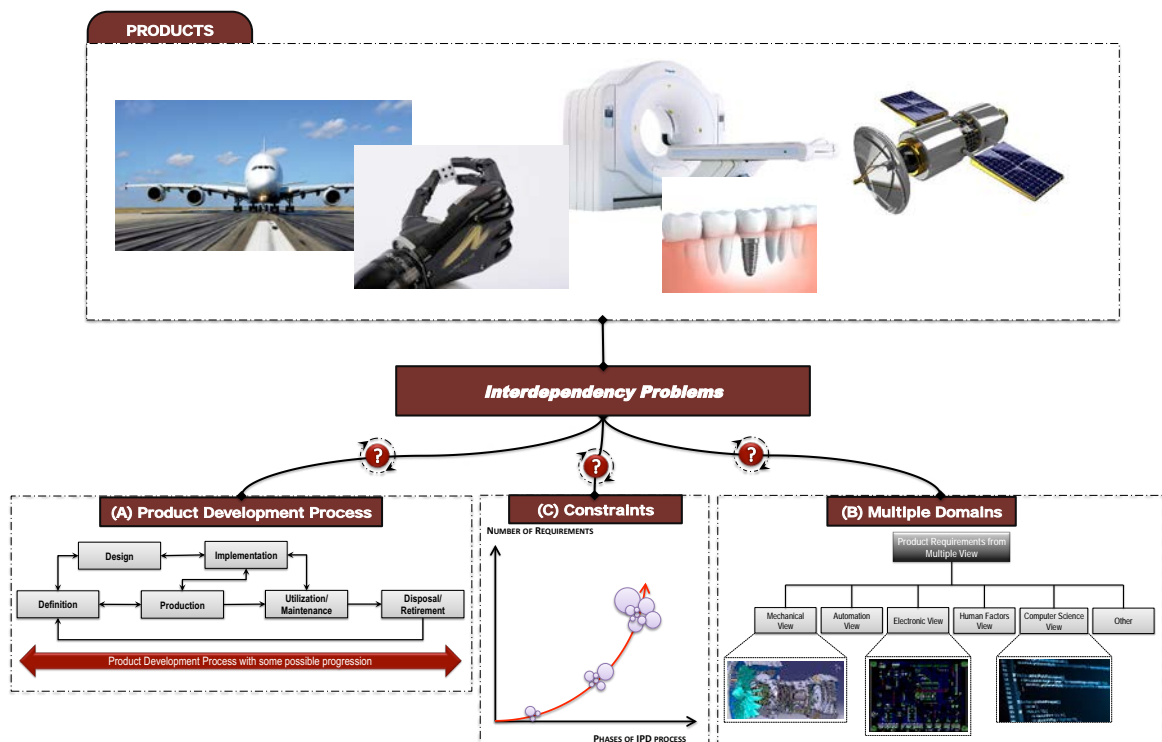 PRODUCTS
Interdependency Problems
?
?
?
(A) Product Development Process
Design
Implementation
Definition
Production
Utilization/
Maintenance
Disposal/
Retirement
Product Development Process with some possible progression
(C) Constraints
NUMBER OF REQUIREMENTS
PHASES OF IPD PROCESS
(B) Multiple Domains
Product Requirements from
Multiple View
Mechanical
View
Automation
View
Electronic View
Human Factors
View
Computer Science
View
Other